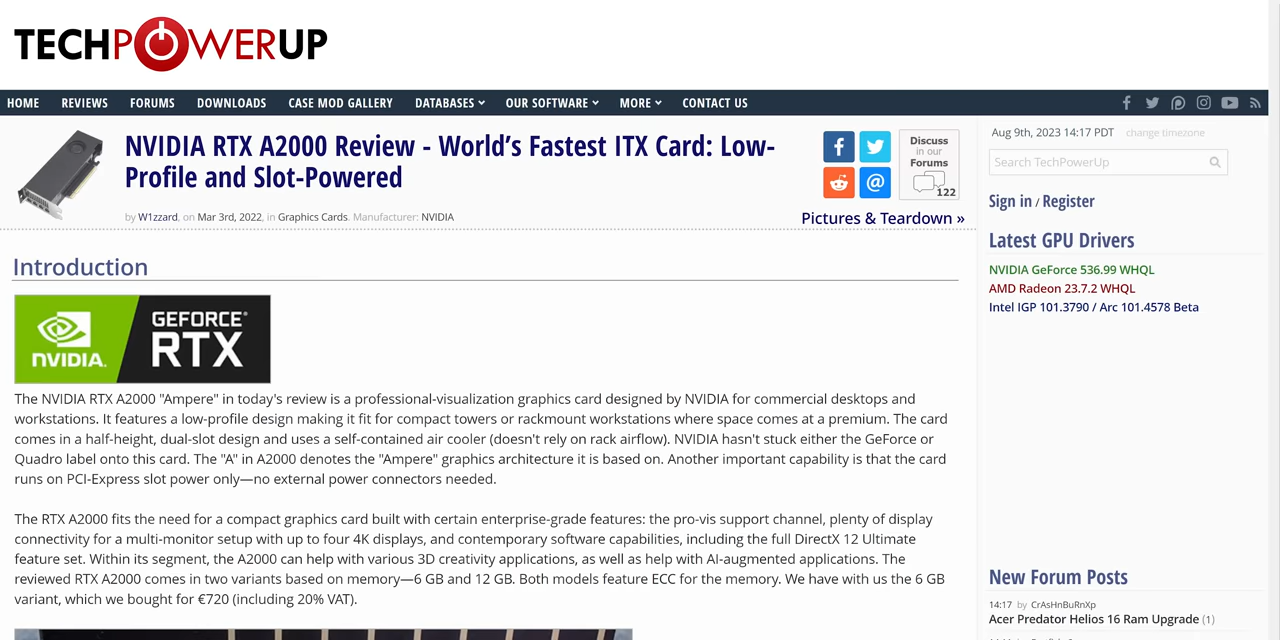 TECHPOWERUP
HOME REVIEWS FORUMS DOWNLOADS CASE MOD GALLERY DATABASES OUR SOFTWARE MORE CONTACT US
NVIDIA RTX A2000 Review - World’s Fastest ITX Card: Low-
Profile and Slot-Powered
by W1zzard, on Mar 3rd, 2022, in Graphics Cards. Manufacturer: NVIDIA
Discuss
in our
Forums
122
Pictures & Teardown »
Introduction
NVIDIA. GEFORCE® RTX
The NVIDIA RTX A2000 "Ampere" in today's review is a professional-visualization graphics card designed by NVIDIA for commercial desktops and
workstations. It features a low-profile design making it fit for compact towers or rackmount workstations where space comes at a premium. The card
comes in a half-height, dual-slot design and uses a self-contained air cooler (doesn't rely on rack airflow). NVIDIA hasn't stuck either the GeForce or
Quadro label onto this card. The "A" in A2000 denotes the "Ampere" graphics architecture it is based on. Another important capability is that the card
runs on PCI-Express slot power only—no external power connectors needed.
The RTX A2000 fits the need for a compact graphics card built with certain enterprise-grade features: the pro-vis support channel, plenty of display
connectivity for a multi-monitor setup with up to four 4K displays, and contemporary software capabilities, including the full DirectX 12 Ultimate
feature set. Within its segment, the A2000 can help with various 3D creativity applications, as well as help with AI-augmented applications. The
reviewed RTX A2000 comes in two variants based on memory—6 GB and 12 GB. Both models feature ECC for the memory. We have with us the 6 GB
variant, which we bought for €720 (including 20% VAT).
Aug 9th, 2023 14:17 PDT change timezone
Search TechPowerUp
Sign in / Register
Latest GPU Drivers
NVIDIA GeForce 536.99 WHQL
AMD Radeon 23.7.2 WHQL
Intel IGP 101.3790 / Arc 101.4578 Beta
New Forum Posts
14:17 by CrAsHnBuRnXp
Acer Predator Helios 16 Ram Upgrade (1)